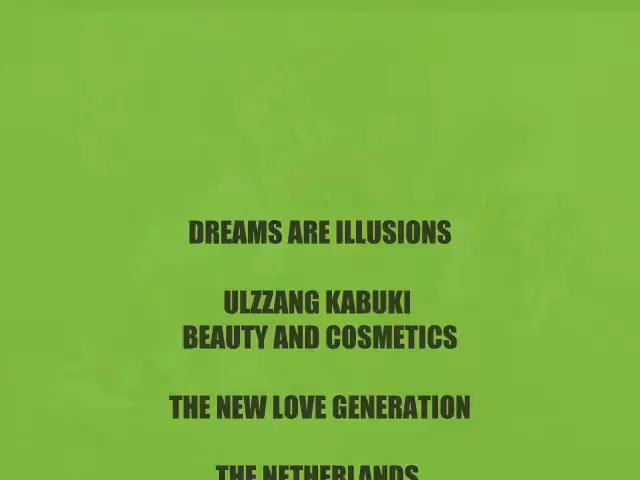 DREAMS ARE ILLUSIONS
ULZZANG KABUKI
BEAUTY AND COSMETICS
THE NEW LOVE GENERATION
THE NETHERLANDS